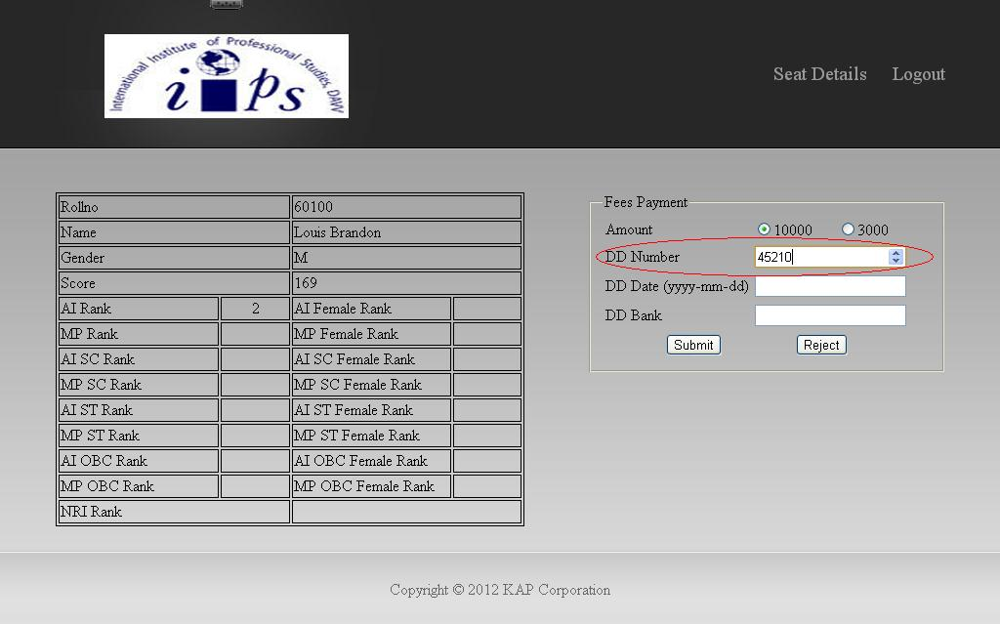 International Institute of Professional Studies, DAVV
i ps
Seat Details Logout
Rollno 60100
Name Louis Brandon
Gender M
Score 169
AI Rank 2 AI Female Rank
MP Rank MP Female Rank
AI SC Rank AI SC Female Rank
MP SC Rank MP SC Female Rank
AI ST Rank AI ST Female Rank
MP ST Rank MP ST Female Rank
AI OBC Rank AI OBC Female Rank
MP OBC Rank MP OBC Female Rank
NRI Rank
Fees Payment
Amount 10000 3000
DD Number 45210
DD Date (yyyy-mm-dd)
DD Bank
Submit Reject
Copyright © 2012 KAP Corporation